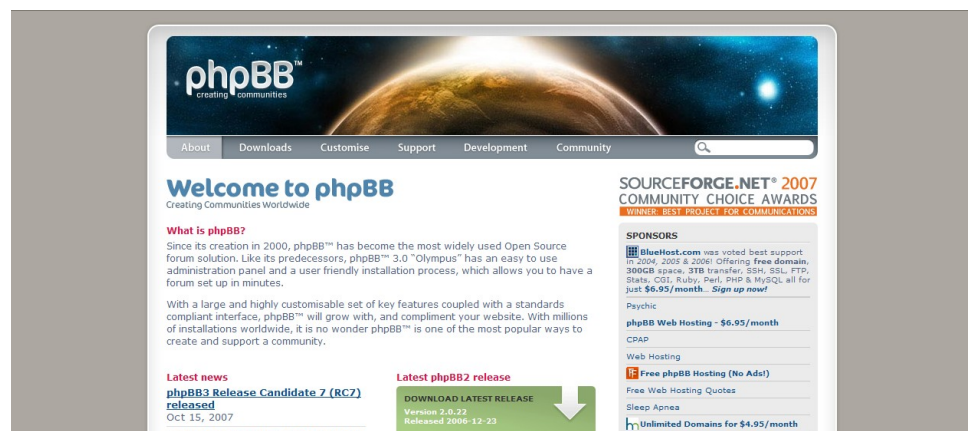 phpBB™
creating communities
About Downloads Customise Support Development Community
Welcome to phpBB
Creating Communities Worldwide
What is phpBB?
Since its creation in 2000, phpBB™ has become the most widely used Open Source
forum solution. Like its predecessors, phpBB™ 3.0 "Olympus" has an easy to use
administration panel and a user friendly installation process, which allows you to have a
forum set up in minutes.
With a large and highly customisable set of key features coupled with a standards
compliant interface, phpBB™ will grow with, and compliment your website. With millions
of installations worldwide, it is no wonder phpBB™ is one of the most popular ways to
create and support a community.
Latest news
phpBB3 Release Candidate 7 (RC7)
released
Oct 15, 2007
Latest phpBB2 release
DOWNLOAD LATEST RELEASE
Version 2.0.22
Released 2006-12-23
SOURCEFORGE.NET® 2007
COMMUNITY CHOICE AWARDS
WINNER: BEST PROJECT FOR COMMUNICATIONS
SPONSORS
BlueHost.com was voted best support
in 2004, 2005 & 2006! Offering free domain,
300GB space, 3TB transfer, SSH, SSL, FTP,
Stats, CGI, Ruby, Perl, PHP & MySQL all for
just $6.95/month... Sign up now!
Psychic
phpBB Web Hosting - $6.95/month
CPAP
Web Hosting
Free phpBB Hosting (No Ads!)
Free Web Hosting Quotes
Sleep Apnea
Unlimited Domains for $4.95/month